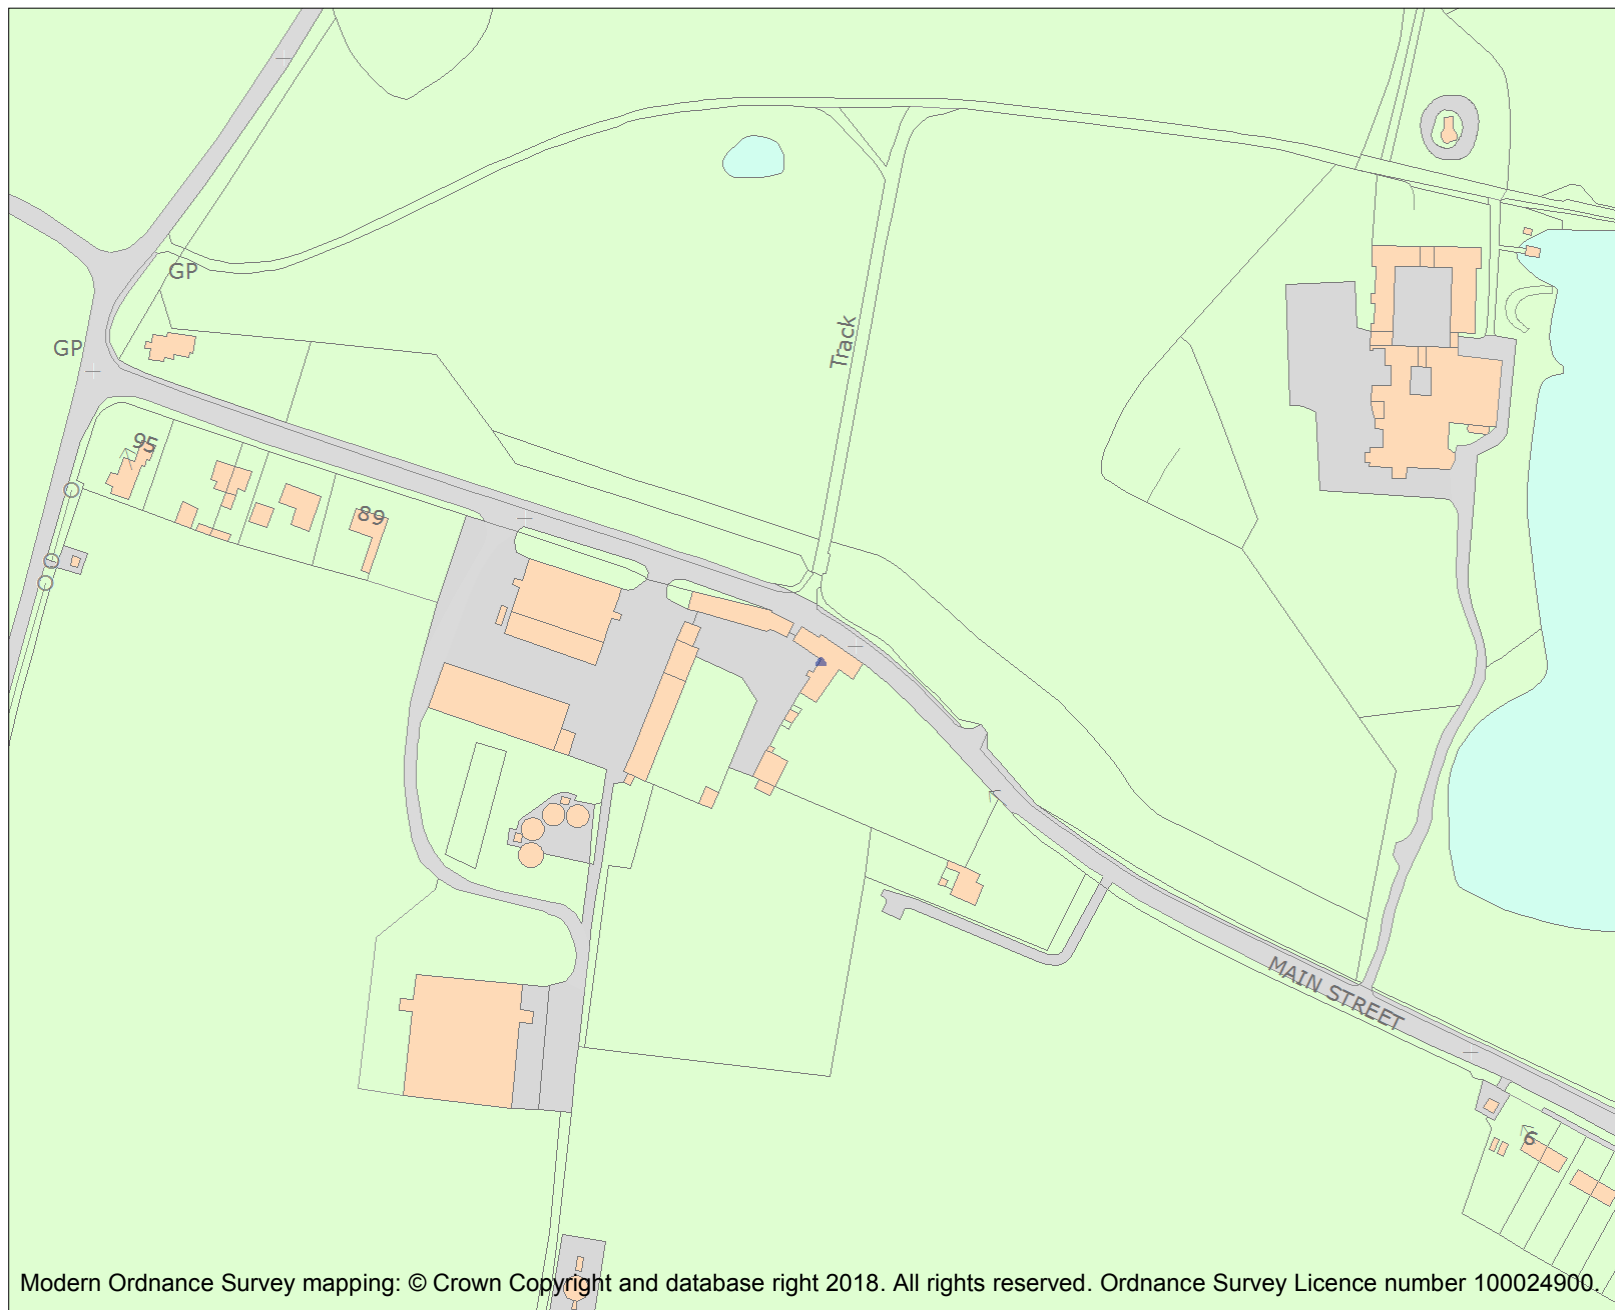 GP
GP
Track
95
89
MAIN STREET
6
Modern Ordnance Survey mapping: © Crown Copyright and database right 2018. All rights reserved. Ordnance Survey Licence number 100024900.